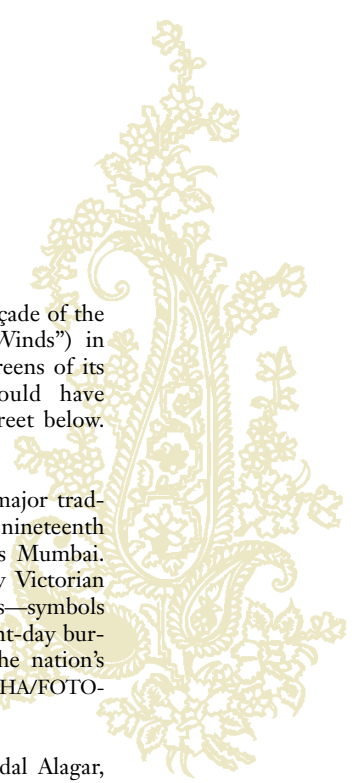 çade of the
Winds”) in
reens of its
ould have
reet below.
major trad-
nineteenth
s Mumbai.
y Victorian
s—symbols
nt-day bur-
he nation’s
HA/FOTO-
dal Alagar,